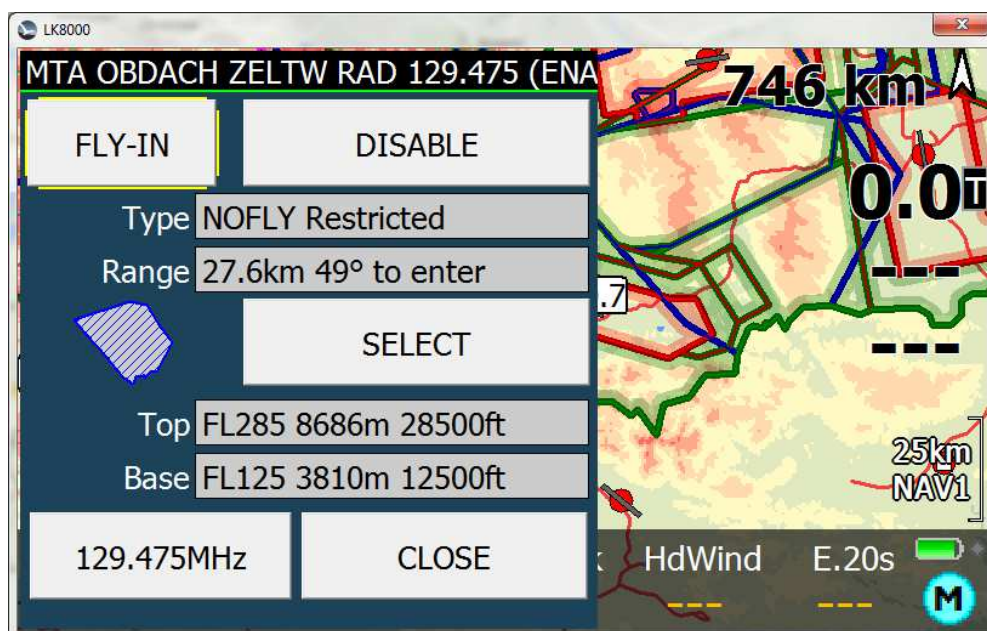 LK8000
MTA OBDACH ZELTW RAD 129.475 (ENA
746 km
FLY-IN
DISABLE
0.0
Type NOFLY Restricted
Range 27.6km 49° to enter
.7
---
SELECT
---
Top FL285 8686m 28500ft
Base FL125 3810m 12500ft
25km
NAV1
129.475MHz
CLOSE
HdWind
E.20s
---
---
M